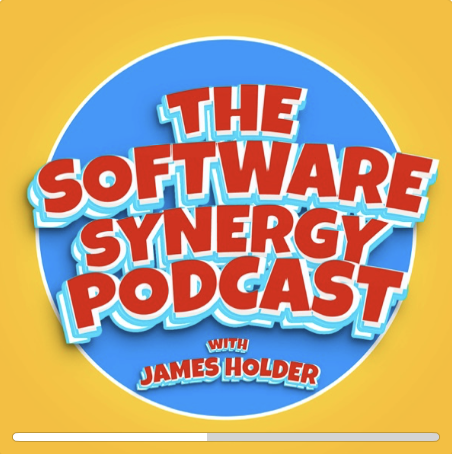 THE
SOFTWARE
SYNERGY
PODCAST
WITH
JAMES HOLDER